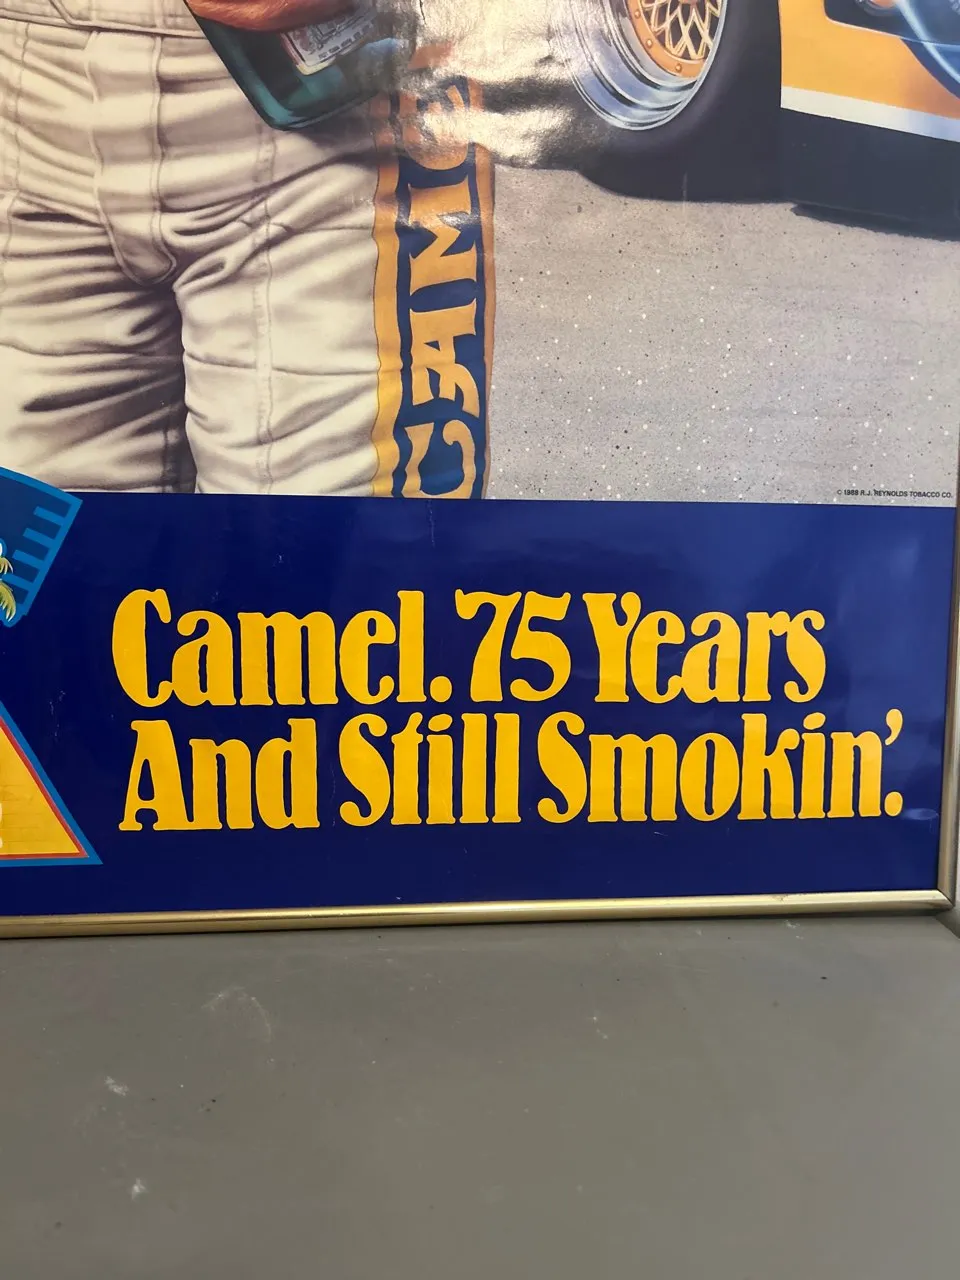 CAMEL
© 1988 R.J. REYNOLDS TOBACCO CO.
Camel. 75 Years
And Still Smokin'.